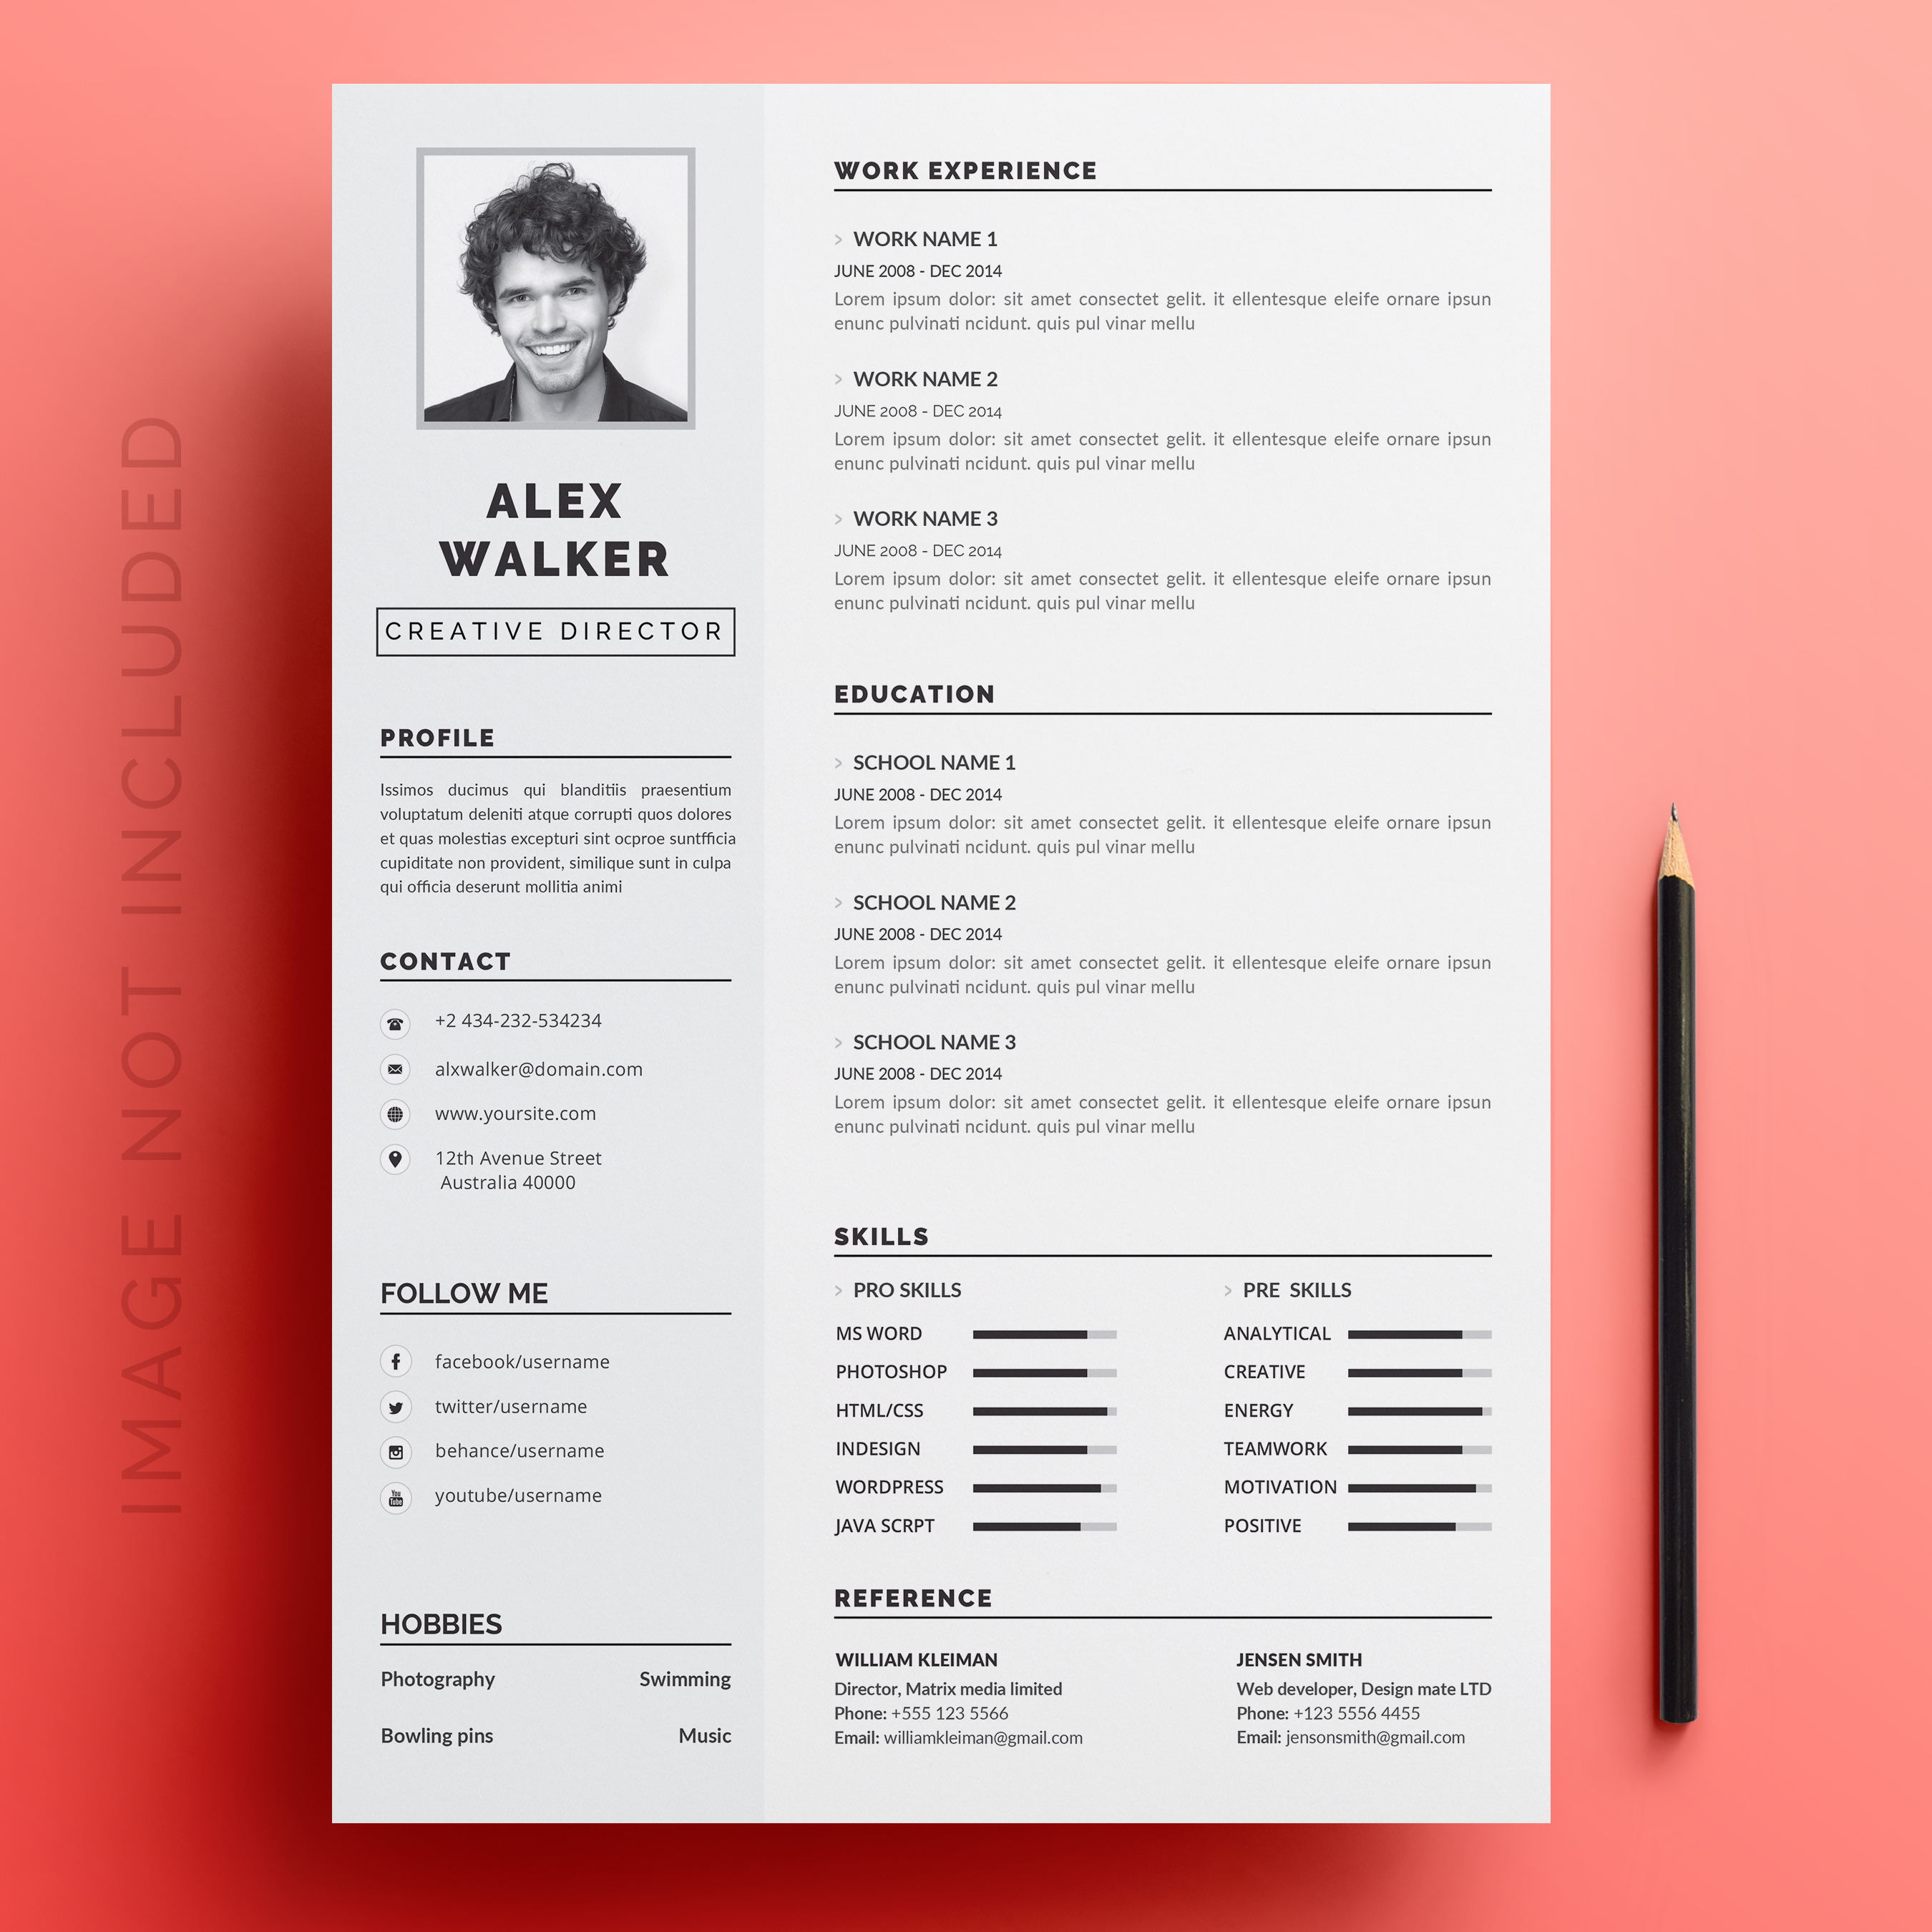 IMAGE NOT INCLUDED
ALEX
WALKER
CREATIVE DIRECTOR
PROFILE
Issimos ducimus qui blanditiis praesentium
voluptatum deleniti atque corrupti quos dolores
et quas molestias excepturi sint ocproe suntfficia
cupiditate non provident, similique sunt in culpa
qui officia deserunt mollitia animi
CONTACT
+2 434-232-534234
alxwalker@domain.com
www.yoursite.com
12th Avenue Street
Australia 40000
FOLLOW ME
facebook/username
twitter/username
behance/username
You
Tube
youtube/username
HOBBIES
Photography Swimming
Bowling pins Music
WORK EXPERIENCE
> WORK NAME 1
JUNE 2008 - DEC 2014
Lorem ipsum dolor: sit amet consectet gelit. it ellentesque eleife ornare ipsun
enunc pulvinati ncidunt. quis pul vinar mellu
> WORK NAME 2
JUNE 2008 - DEC 2014
Lorem ipsum dolor: sit amet consectet gelit. it ellentesque eleife ornare ipsun
enunc pulvinati ncidunt. quis pul vinar mellu
> WORK NAME 3
JUNE 2008 - DEC 2014
Lorem ipsum dolor: sit amet consectet gelit. it ellentesque eleife ornare ipsun
enunc pulvinati ncidunt. quis pul vinar mellu
EDUCATION
> SCHOOL NAME 1
JUNE 2008 - DEC 2014
Lorem ipsum dolor: sit amet consectet gelit. it ellentesque eleife ornare ipsun
enunc pulvinati ncidunt. quis pul vinar mellu
> SCHOOL NAME 2
JUNE 2008 - DEC 2014
Lorem ipsum dolor: sit amet consectet gelit. it ellentesque eleife ornare ipsun
enunc pulvinati ncidunt. quis pul vinar mellu
> SCHOOL NAME 3
JUNE 2008 - DEC 2014
Lorem ipsum dolor: sit amet consectet gelit. it ellentesque eleife ornare ipsun
enunc pulvinati ncidunt. quis pul vinar mellu
SKILLS
> PRO SKILLS
MS WORD
PHOTOSHOP
HTML/CSS
INDESIGN
WORDPRESS
JAVA SCRPT
> PRE SKILLS
ANALYTICAL
CREATIVE
ENERGY
TEAMWORK
MOTIVATION
POSITIVE
REFERENCE
WILLIAM KLEIMAN
Director, Matrix media limited
Phone: +555 123 5566
Email: williamkleiman@gmail.com
JENSEN SMITH
Web developer, Design mate LTD
Phone: +123 5556 4455
Email: jensonsmith@gmail.com